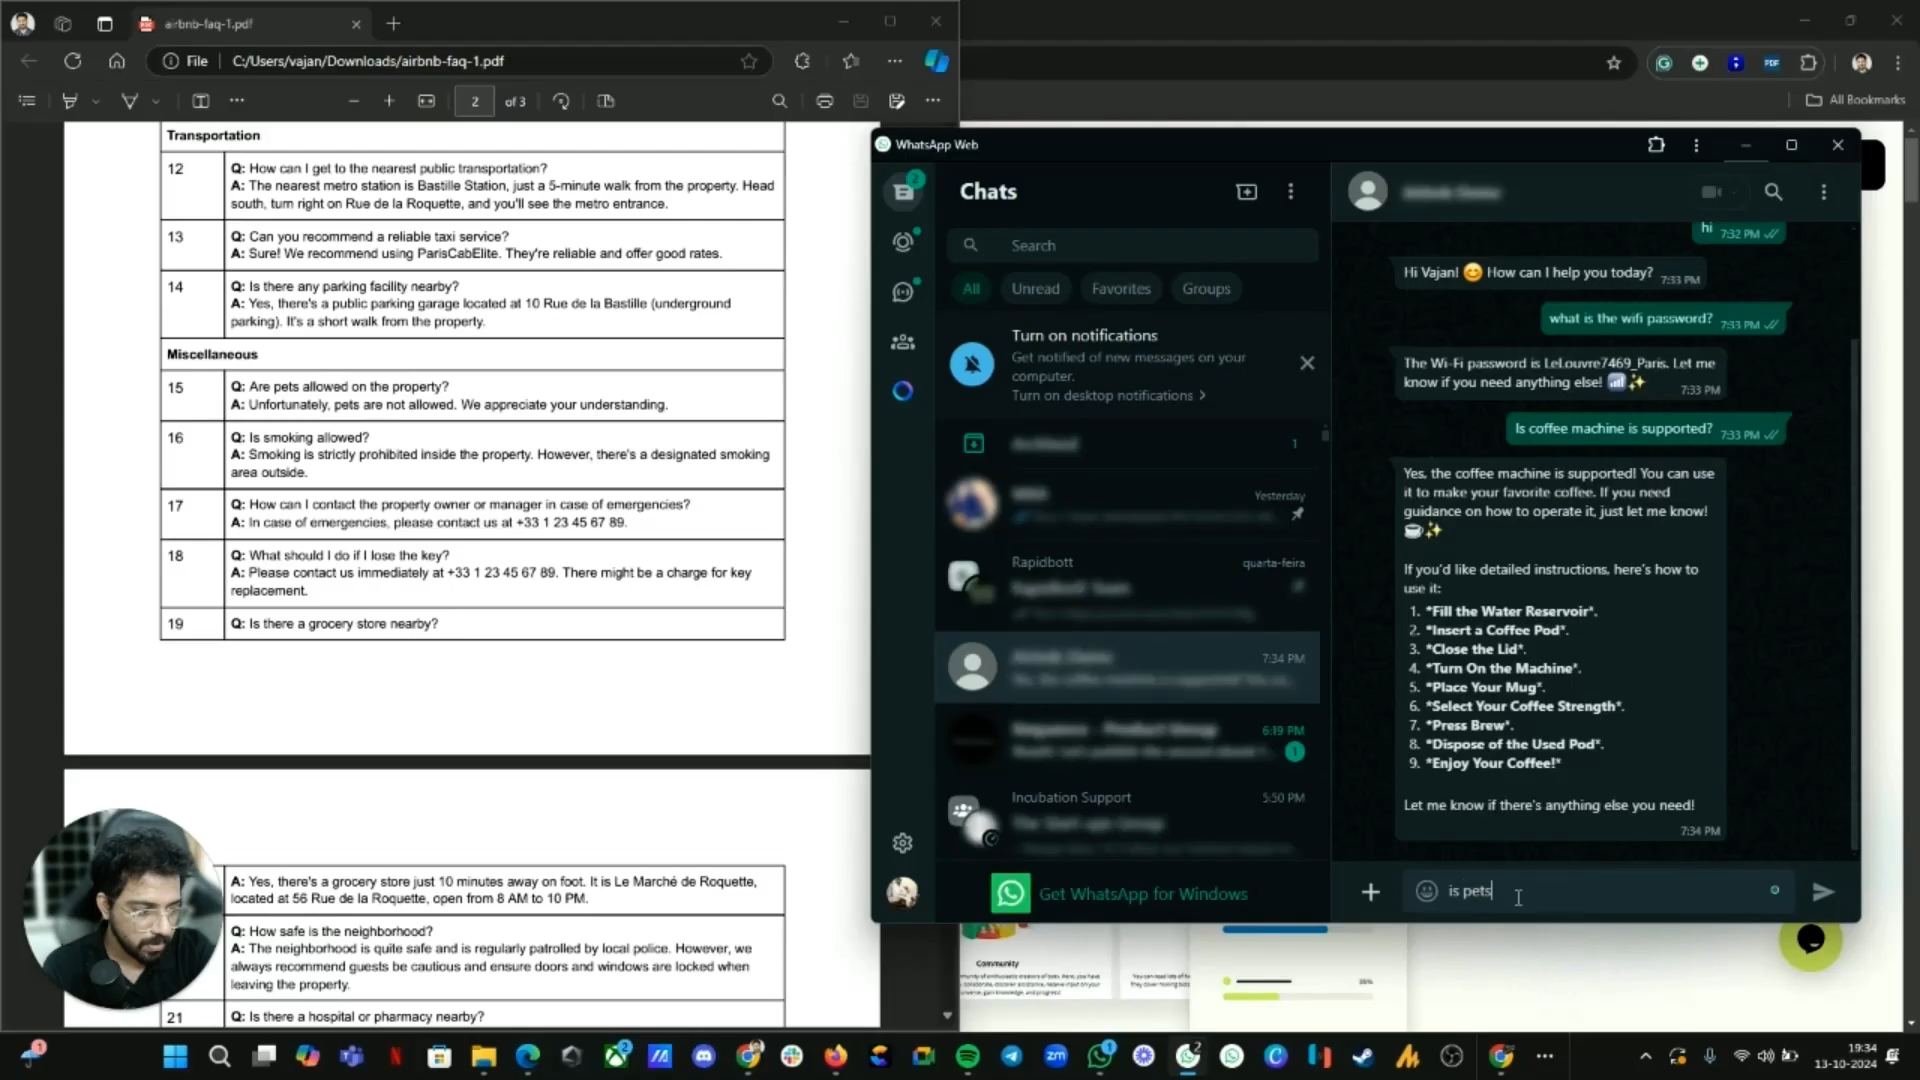 airbnb-faq-1.pdf
File
C:/Users/vajan/Downloads/airbnb-faq-1.pdf
2 of 3
All Bookmarks
Transportation
12
Q: How can I get to the nearest public transportation?
A: The nearest metro station is Bastille Station, just a 5-minute walk from the property. Head
south, turn right on Rue de la Roquette, and you'll see the metro entrance.
13
Q: Can you recommend a reliable taxi service?
A: Sure! We recommend using ParisCabElite. They're reliable and offer good rates.
14
Q: Is there any parking facility nearby?
A: Yes, there's a public parking garage located at 10 Rue de la Bastille (underground
parking). It's a short walk from the property.
Miscellaneous
15
Q: Are pets allowed on the property?
A: Unfortunately, pets are not allowed. We appreciate your understanding.
16
Q: Is smoking allowed?
A: Smoking is strictly prohibited inside the property. However, there's a designated smoking
area outside.
17
Q: How can I contact the property owner or manager in case of emergencies?
A: In case of emergencies, please contact us at +33 1 23 45 67 89.
18
Q: What should I do if I lose the key?
A: Please contact us immediately at +33 1 23 45 67 89. There might be a charge for key
replacement.
19
Q: Is there a grocery store nearby?
A: Yes, there's a grocery store just 10 minutes away on foot. It is Le Marché de Roquette,
located at 56 Rue de la Roquette, open from 8 AM to 10 PM.
Q: How safe is the neighborhood?
A: The neighborhood is quite safe and is regularly patrolled by local police. However, we
always recommend guests be cautious and ensure doors and windows are locked when
leaving the property.
21
Q: Is there a hospital or pharmacy nearby?
WhatsApp Web
2
Chats
Search
All
Unread
Favorites
Groups
Turn on notifications
Get notified of new messages on your
computer.
Turn on desktop notifications >
1
Yesterday
Rapidbott
quarta-feira
7:34 PM
6:19 PM
1
Incubation Support
5:50 PM
Get WhatsApp for Windows
hi
7:32 PM
Hi Vajan! 😊 How can I help you today?
7:33 PM
what is the wifi password?
7:33 PM
The Wi-Fi password is LeLouvre7469_Paris. Let me
know if you need anything else! 📶✨
7:33 PM
Is coffee machine is supported?
7:33 PM
Yes, the coffee machine is supported! You can use
it to make your favorite coffee. If you need
guidance on how to operate it, just let me know!
☕✨
If you'd like detailed instructions, here's how to
use it:
1. *Fill the Water Reservoir*.
2. *Insert a Coffee Pod*.
3. *Close the Lid*.
4. *Turn On the Machine*.
5. *Place Your Mug*.
6. *Select Your Coffee Strength*.
7. *Press Brew*.
8. *Dispose of the Used Pod*.
9. *Enjoy Your Coffee!*
Let me know if there's anything else you need!
7:34 PM
is pets
Community
19:34
13-10-2024